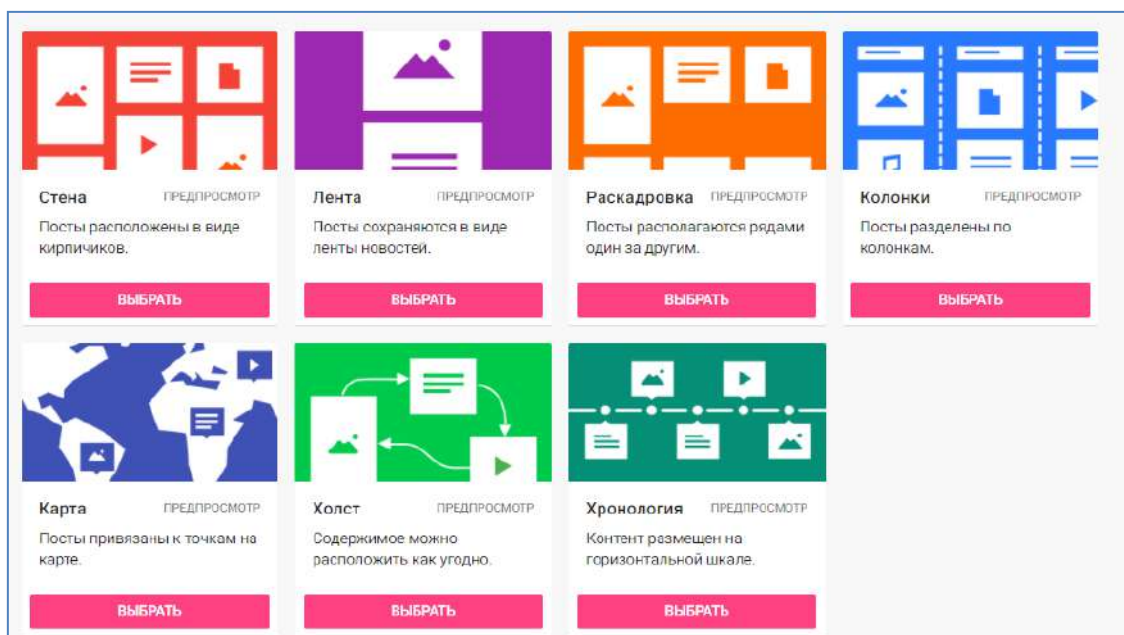 Стена ПРЕДПРОСМОТР
Посты расположены в виде
кирпичиков.
ВЫБРАТЬ
Лента ПРЕДПРОСМОТР
Посты сохраняются в виде
ленты новостей.
ВЫБРАТЬ
Раскадровка ПРЕДПРОСМОТР
Посты располагаются рядами
один за другим.
ВЫБРАТЬ
Колонки ПРЕДПРОСМОТР
Посты разделены по
колонкам.
ВЫБРАТЬ
Карта ПРЕДПРОСМОТР
Посты привязаны к точкам на
карте.
ВЫБРАТЬ
Холст ПРЕДПРОСМОТР
Содержимое можно
расположить как угодно.
ВЫБРАТЬ
Хронология ПРЕДПРОСМОТР
Контент размещен на
горизонтальной шкале.
ВЫБРАТЬ